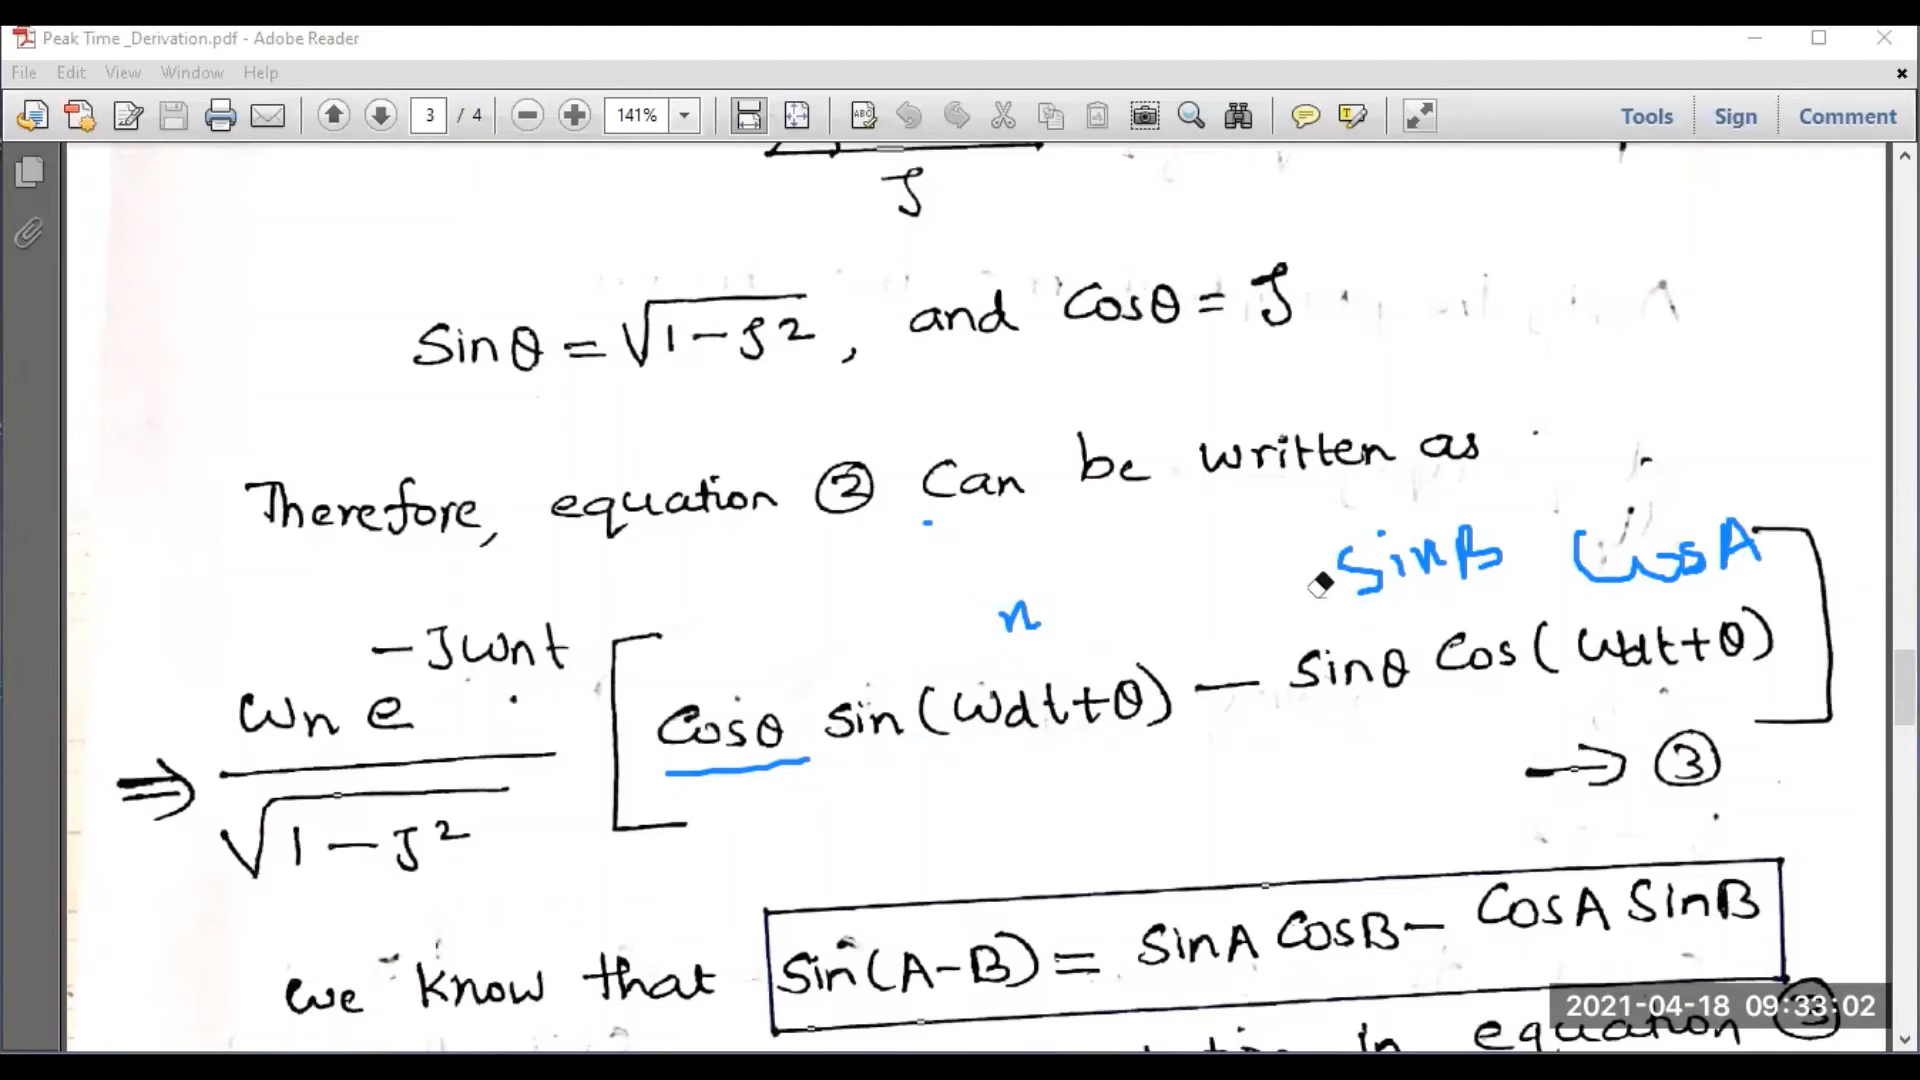 Peak Time _Derivation.pdf - Adobe Reader
File Edit View Window Help
3 / 4 141% Tools Sign Comment
ζ
Sinθ = √1-ζ², and Cosθ = ζ
Therefore, equation ② Can be written as
SinB CosA
n
⇒ ωn e^-ζωnt / √1-ζ² [ Cosθ sin(ωdt+θ) - sinθ Cos(ωdt+θ) ]
→ ③
we know that Sin(A-B) = SinA CosB - CosA SinB
in equation ③
2021-04-18 09:33:02